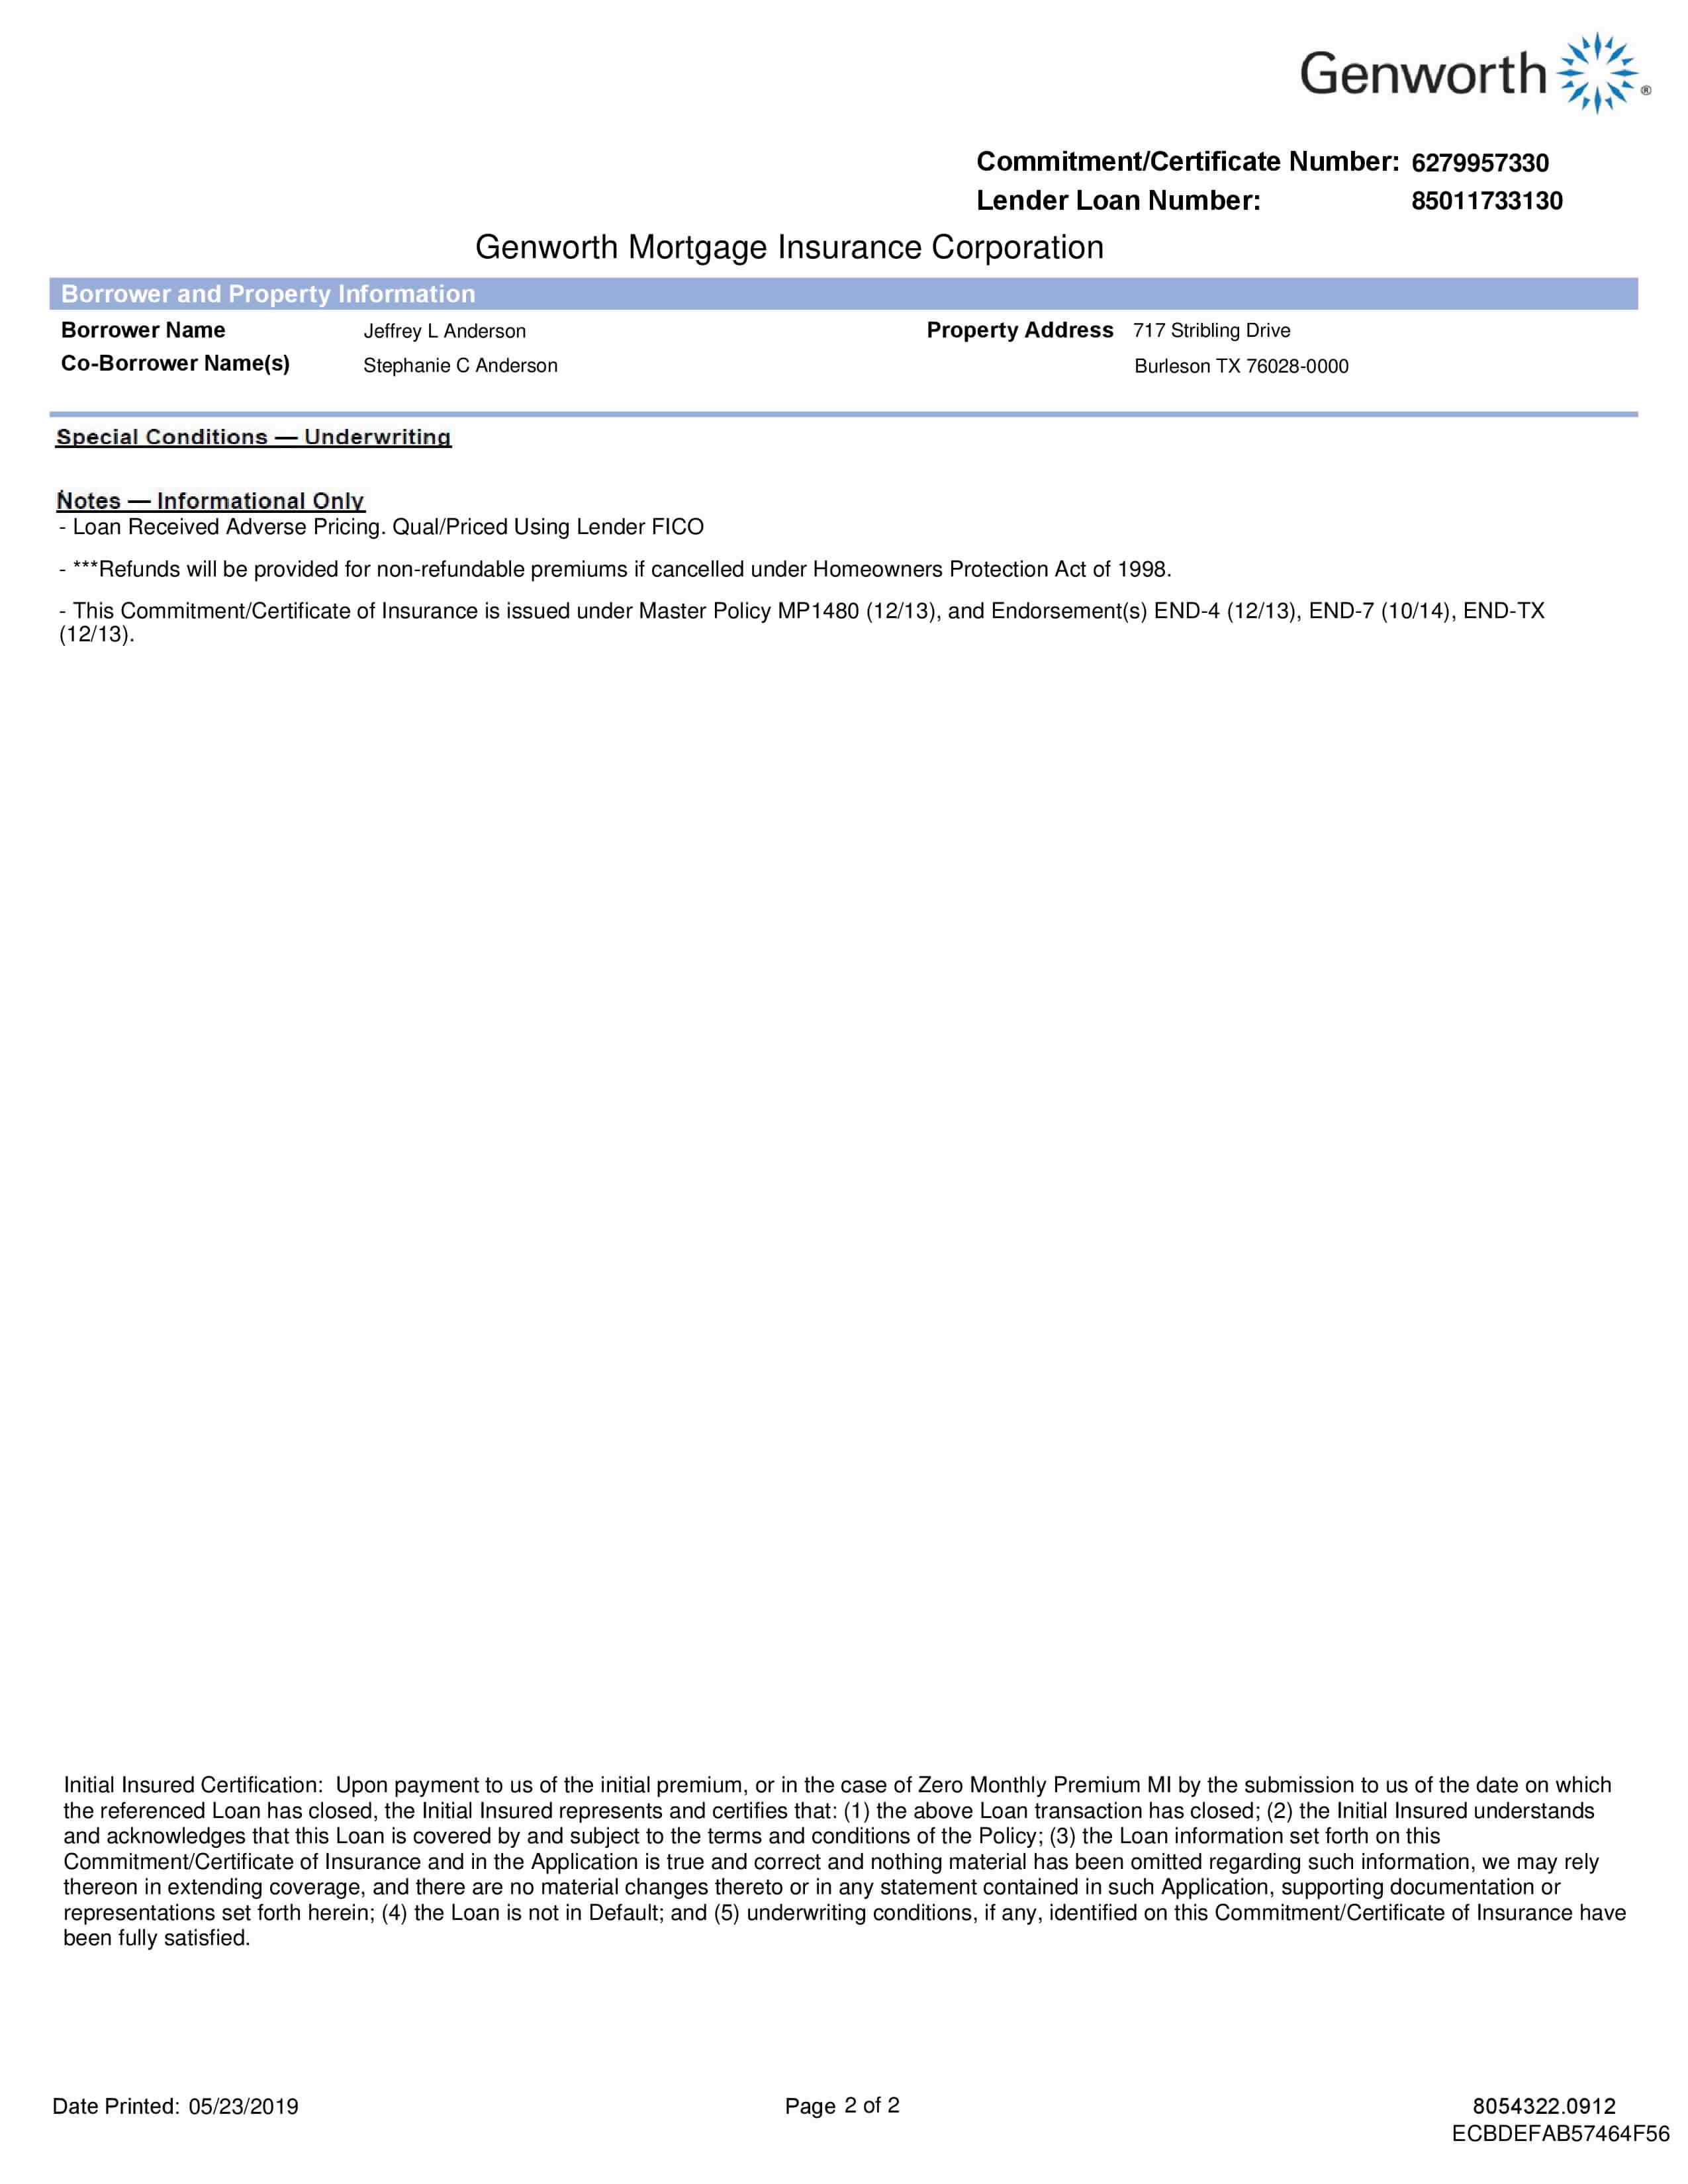 Genworth ®
Commitment/Certificate Number: 6279957330
Lender Loan Number: 85011733130
Genworth Mortgage Insurance Corporation
Borrower and Property Information
Borrower Name Jeffrey L Anderson Property Address 717 Stribling Drive
Co-Borrower Name(s) Stephanie C Anderson Burleson TX 76028-0000
Special Conditions — Underwriting
Notes — Informational Only
- Loan Received Adverse Pricing. Qual/Priced Using Lender FICO
- ***Refunds will be provided for non-refundable premiums if cancelled under Homeowners Protection Act of 1998.
- This Commitment/Certificate of Insurance is issued under Master Policy MP1480 (12/13), and Endorsement(s) END-4 (12/13), END-7 (10/14), END-TX
(12/13).
Initial Insured Certification: Upon payment to us of the initial premium, or in the case of Zero Monthly Premium MI by the submission to us of the date on which
the referenced Loan has closed, the Initial Insured represents and certifies that: (1) the above Loan transaction has closed; (2) the Initial Insured understands
and acknowledges that this Loan is covered by and subject to the terms and conditions of the Policy; (3) the Loan information set forth on this
Commitment/Certificate of Insurance and in the Application is true and correct and nothing material has been omitted regarding such information, we may rely
thereon in extending coverage, and there are no material changes thereto or in any statement contained in such Application, supporting documentation or
representations set forth herein; (4) the Loan is not in Default; and (5) underwriting conditions, if any, identified on this Commitment/Certificate of Insurance have
been fully satisfied.
Date Printed: 05/23/2019 Page 2 of 2 8054322.0912
ECBDEFAB57464F56